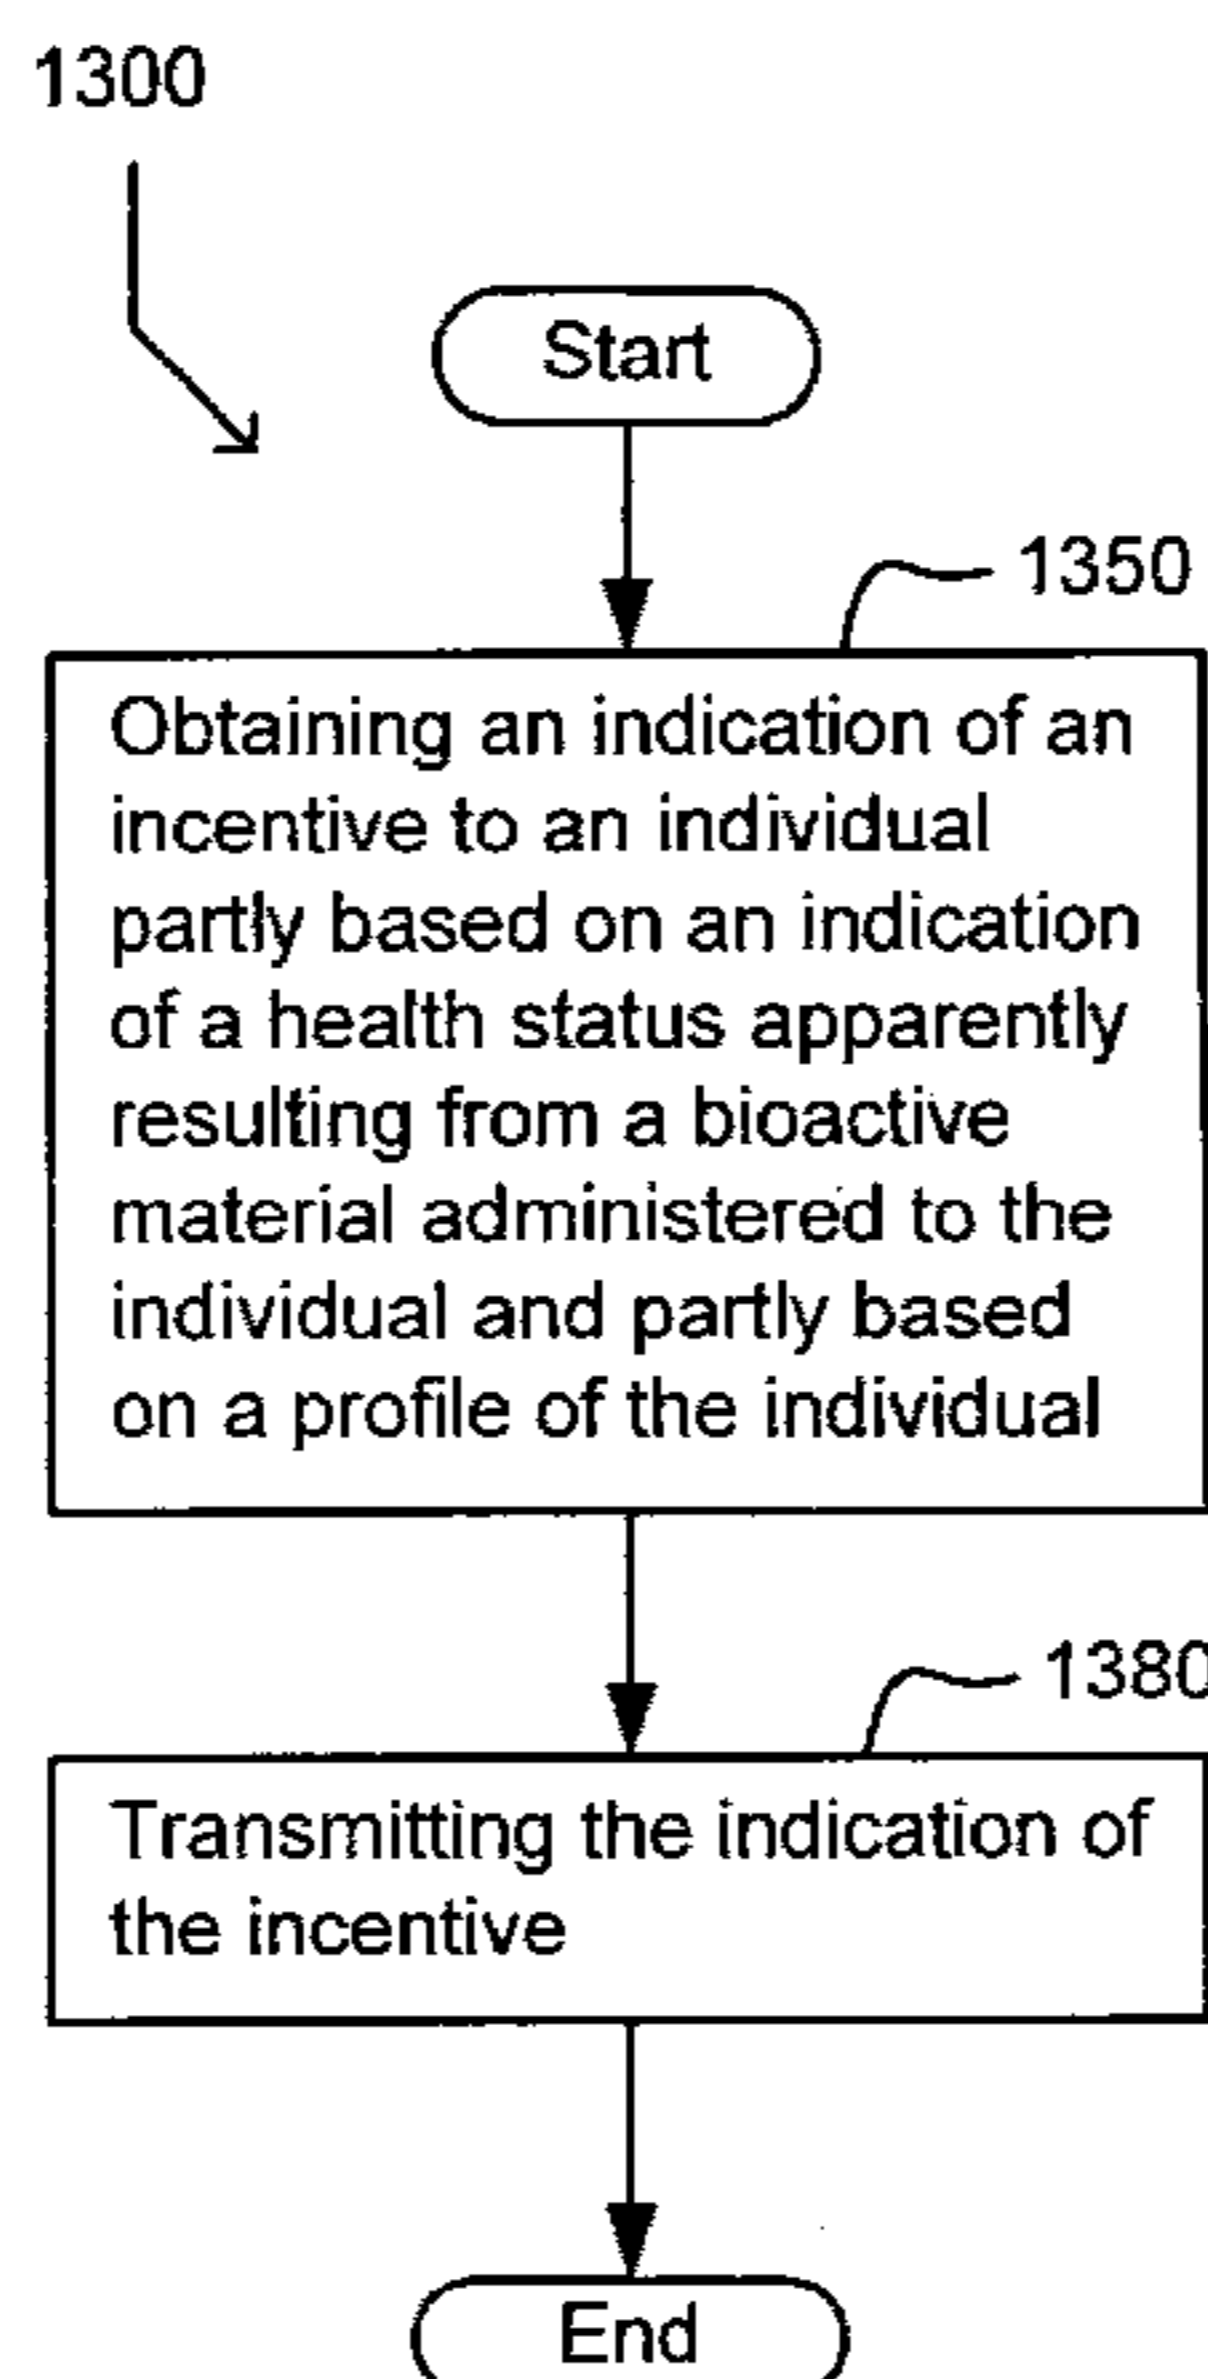 1300
Start
1350
Obtaining an indication of an
incentive to an individual
partly based on an indication
of a health status apparently
resulting from a bioactive
material administered to the
individual and partly based
on a profile of the individual
1380
Transmitting the indication of
the incentive
End